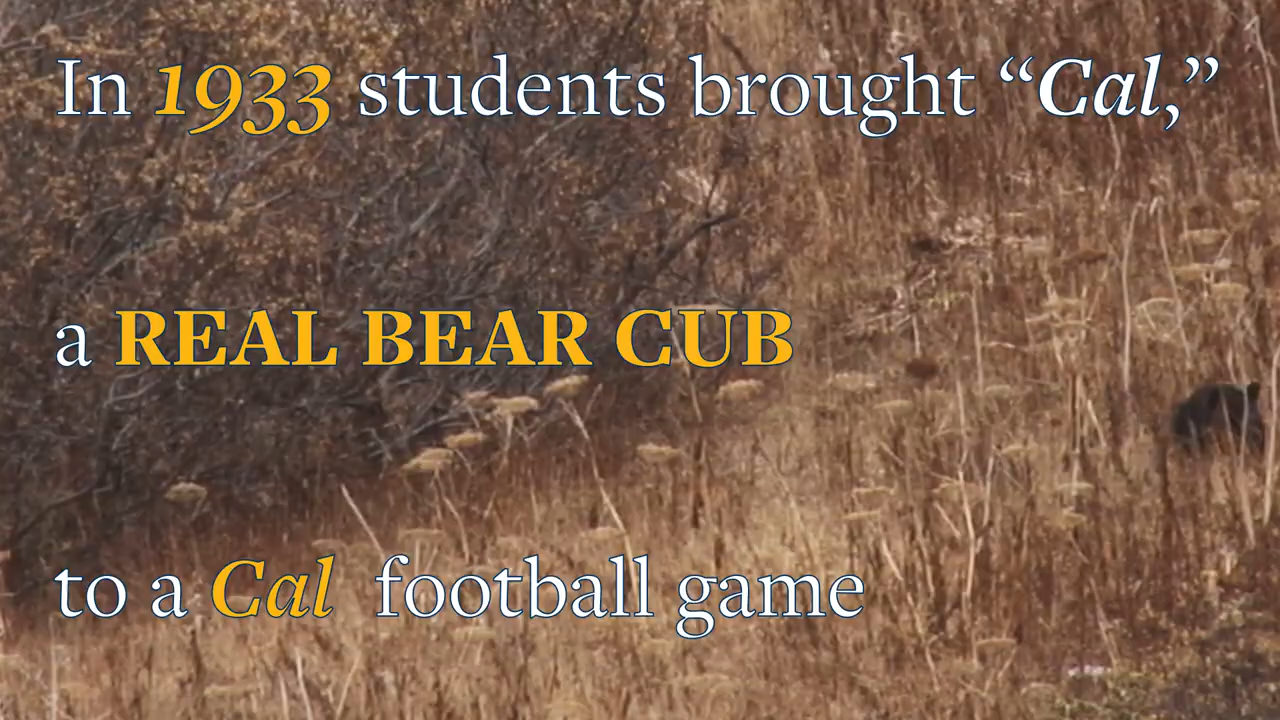 In 1933 students brought “Cal,”
a REAL BEAR CUB
to a Cal football game